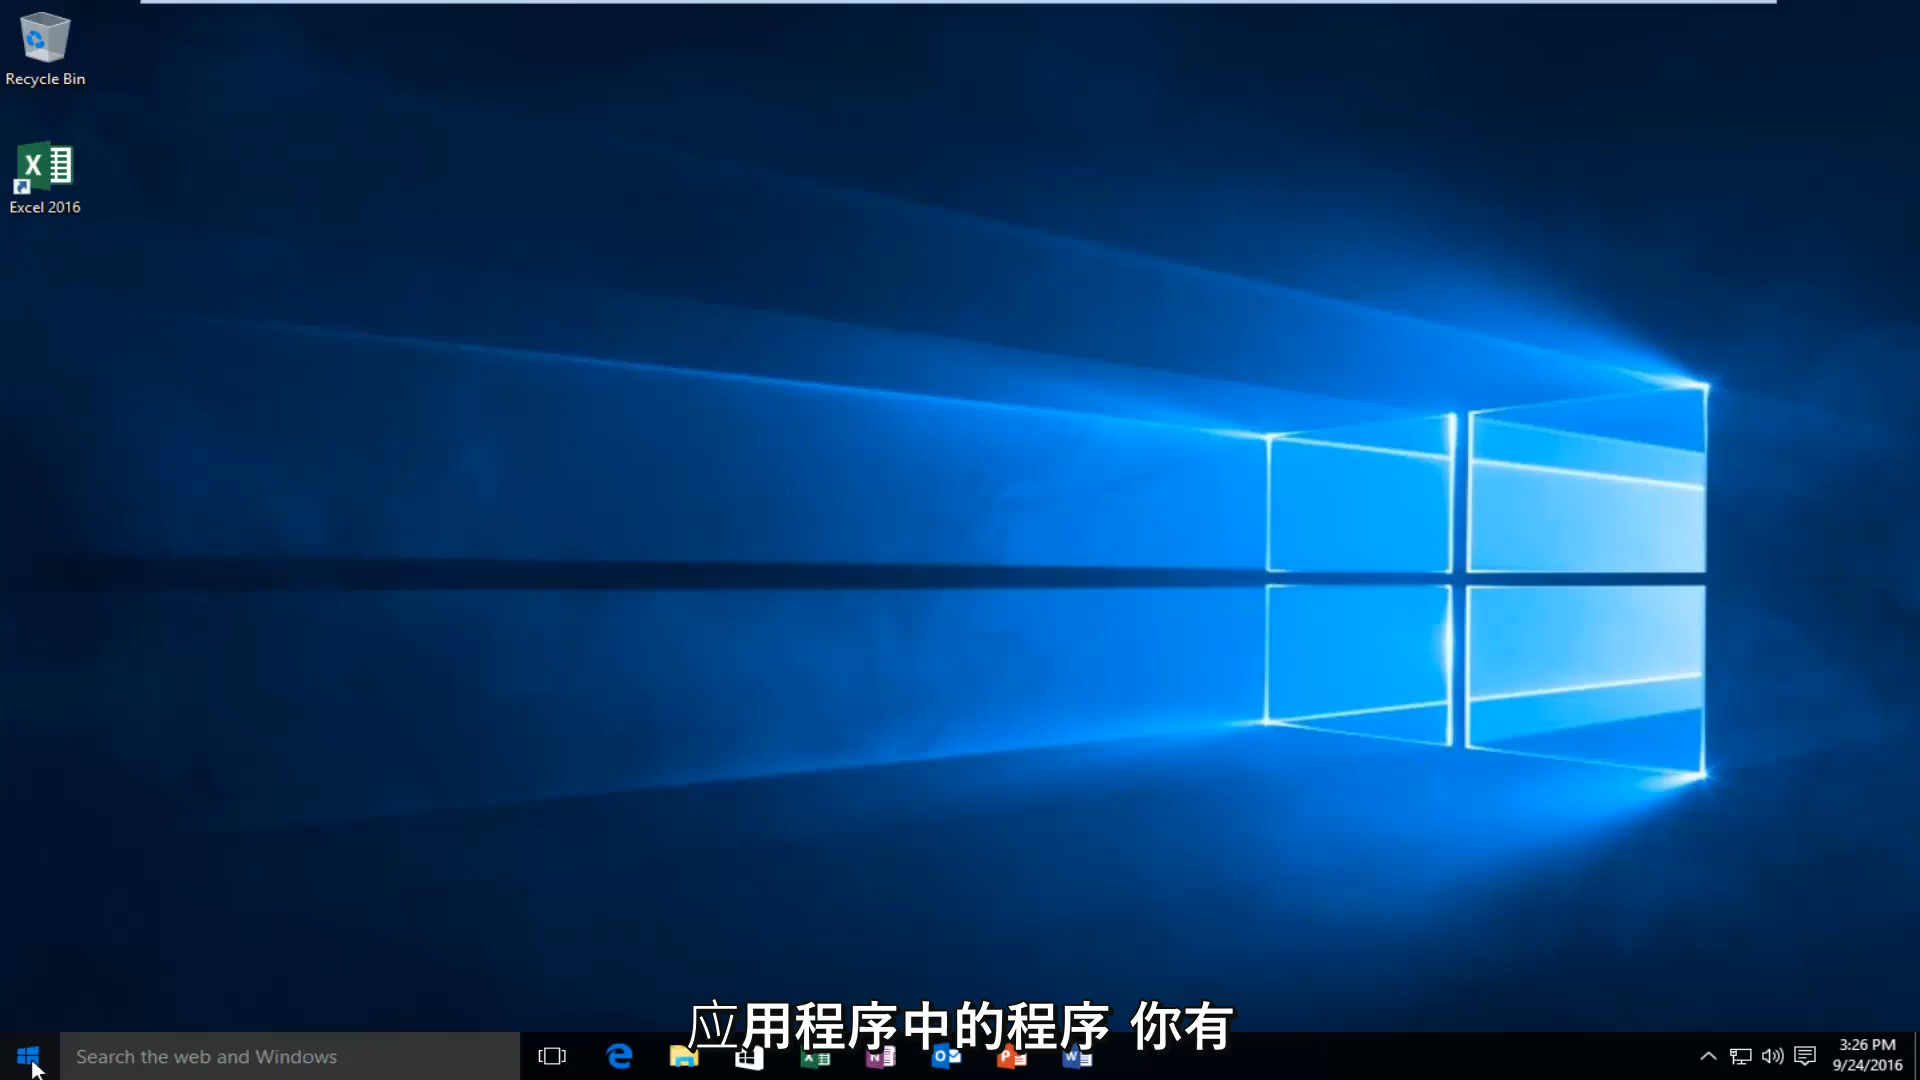 Recycle Bin
Excel 2016
应用程序中的程序 你有
Search the web and Windows
3:26 PM
9/24/2016